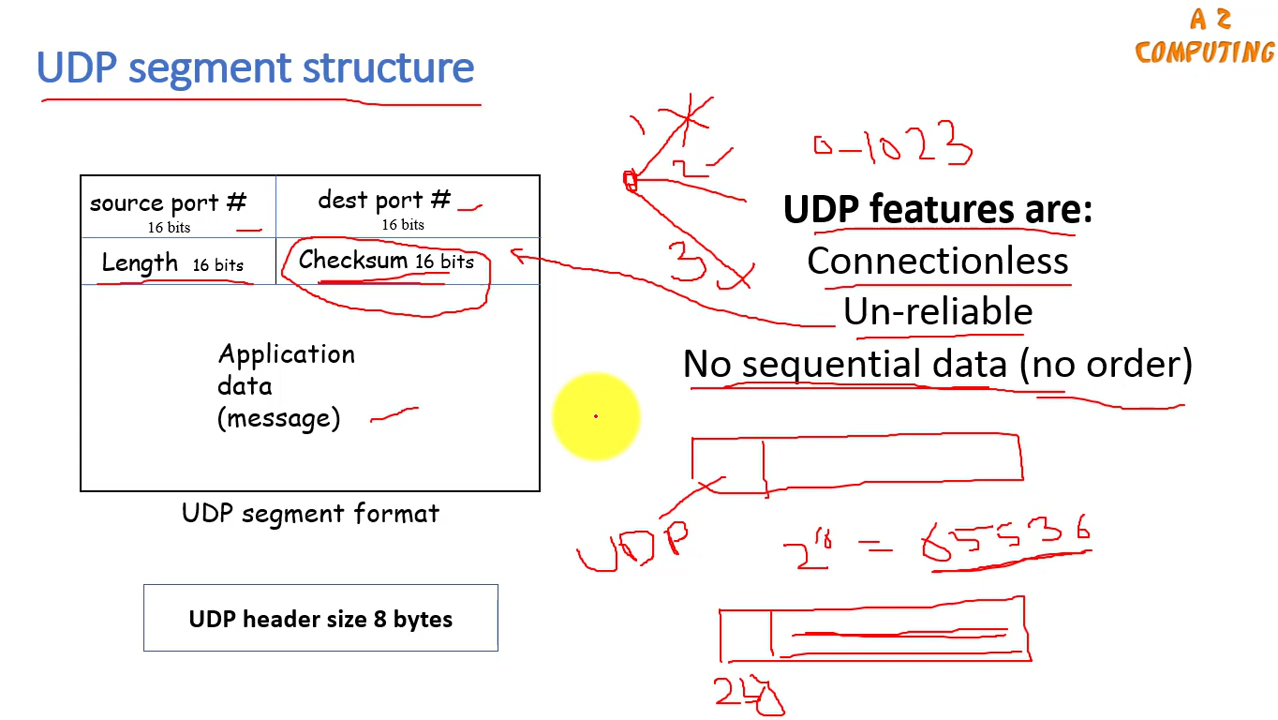 A Z
COMPUTING
UDP segment structure
source port #
16 bits
dest port #
16 bits
Length 16 bits
Checksum 16 bits
Application
data
(message)
UDP segment format
UDP header size 8 bytes
1
2
3
0-1023
UDP features are:
Connectionless
Un-reliable
No sequential data (no order)
UDP
2^16 = 65536